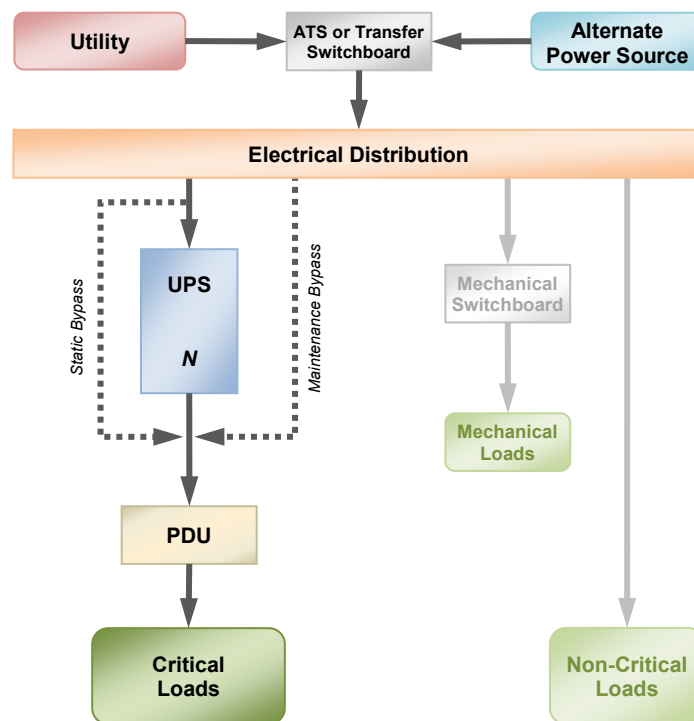 Utility
ATS or Transfer
Switchboard
Alternate
Power Source
Electrical Distribution
Static Bypass
UPS
N
Maintenance Bypass
Mechanical
Switchboard
Mechanical
Loads
PDU
Critical
Loads
Non-Critical
Loads